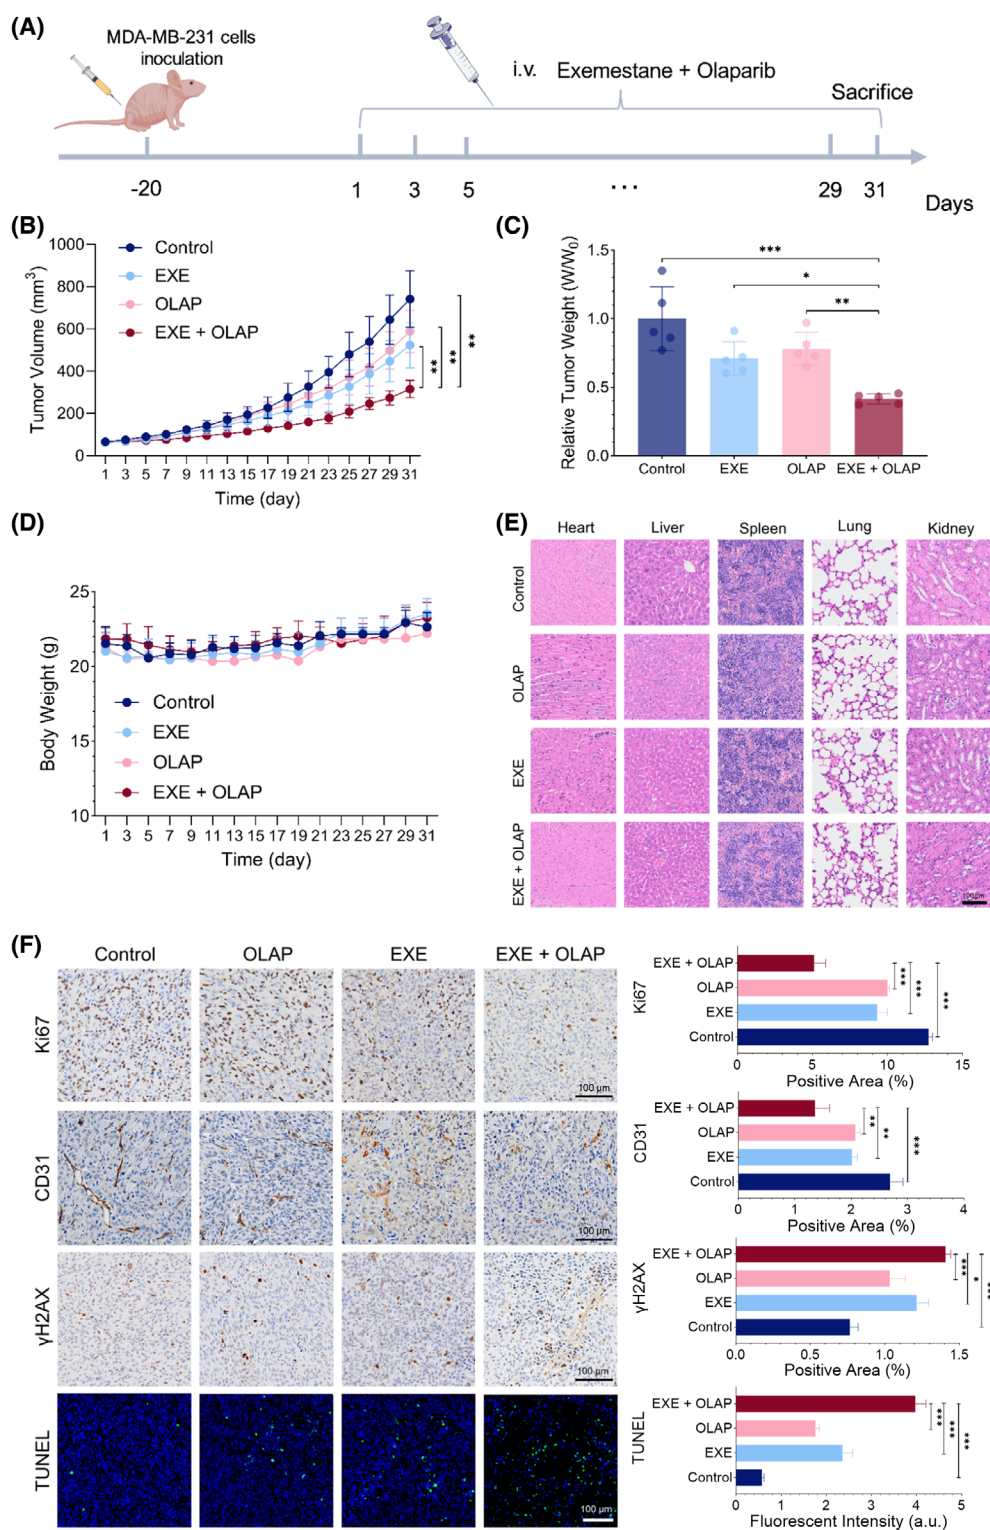 (A)
MDA-MB-231 cells
inoculation
i.v. Exemestane + Olaparib
Sacrifice
-20 1 3 5 ... 29 31
Days
(B)
Tumor Volume (mm³)
1000
800
600
400
200
0
Control
EXE
OLAP
EXE + OLAP
**
**
**
1 3 5 7 9 11 13 15 17 19 21 23 25 27 29 31
Time (day)
(C)
Relative Tumor Weight (W/W₀)
1.5
1.0
0.5
0.0
***
*
**
Control EXE OLAP EXE + OLAP
(D)
Body Weight (g)
25
20
15
10
Control
EXE
OLAP
EXE + OLAP
1 3 5 7 9 11 13 15 17 19 21 23 25 27 29 31
Time (day)
(E)
Heart Liver Spleen Lung Kidney
Control
OLAP
EXE
EXE + OLAP
100μm
(F)
Control OLAP EXE EXE + OLAP
Ki67
100 μm
CD31
100 μm
γH2AX
100 μm
TUNEL
100 μm
Ki67
EXE + OLAP
OLAP
EXE
Control
***
***
***
0 5 10 15
Positive Area (%)
CD31
EXE + OLAP
OLAP
EXE
Control
**
**
***
0 1 2 3 4
Positive Area (%)
γH2AX
EXE + OLAP
OLAP
EXE
Control
***
*
***
0.0 0.5 1.0 1.5
Positive Area (%)
TUNEL
EXE + OLAP
OLAP
EXE
Control
***
***
***
0 1 2 3 4 5
Fluorescent Intensity (a.u.)